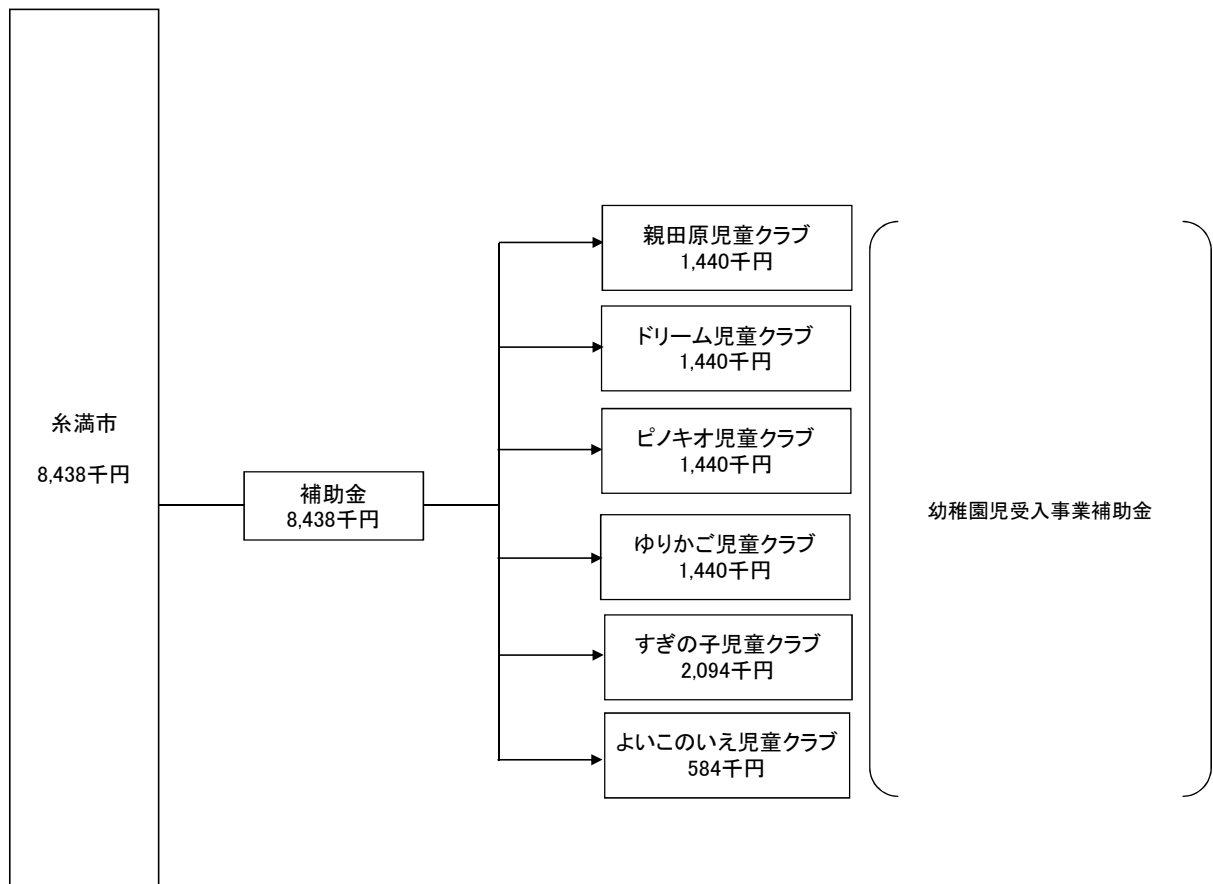 糸満市
8,438千円
補助金
8,438千円
親田原児童クラブ
1,440千円
ドリーム児童クラブ
1,440千円
ピノキオ児童クラブ
1,440千円
ゆりかご児童クラブ
1,440千円
すぎの子児童クラブ
2,094千円
よいこのいえ児童クラブ
584千円
幼稚園児受入事業補助金